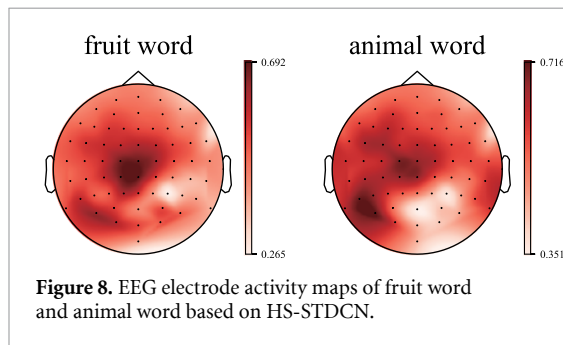 fruit word
animal word
0.692
0.716
0.265
0.351
Figure 8. EEG electrode activity maps of fruit word
and animal word based on HS-STDCN.